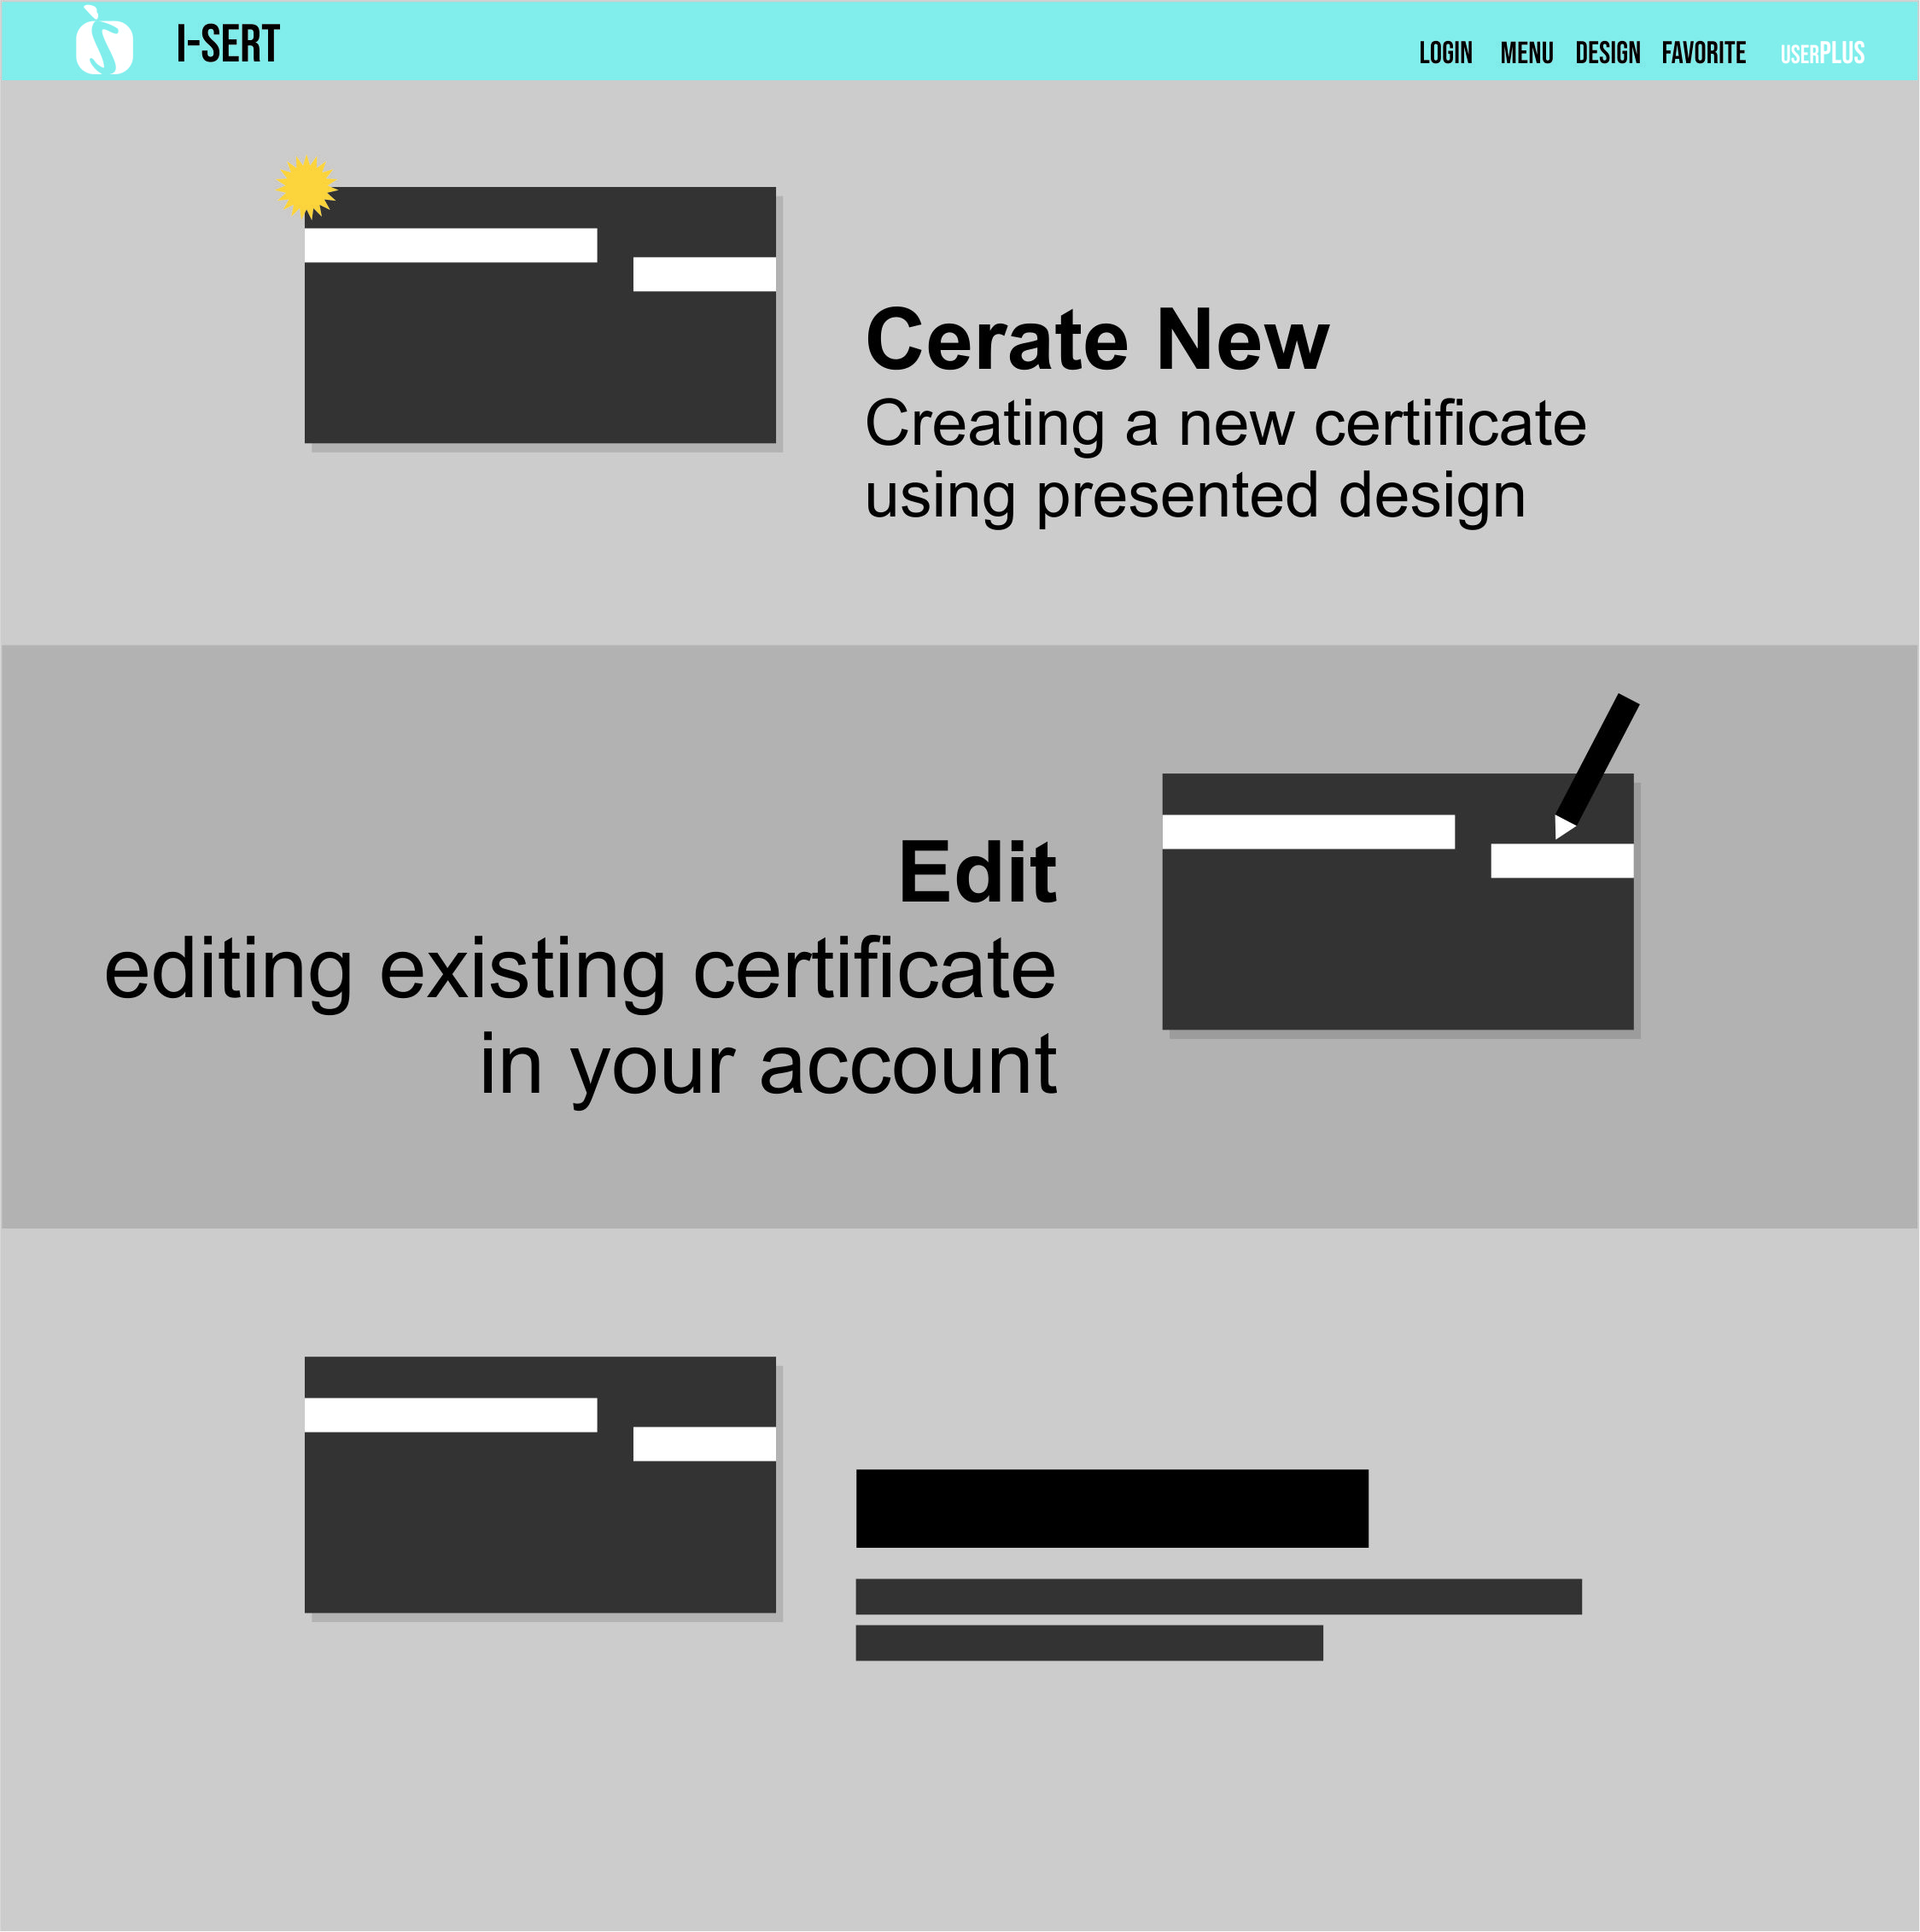 I-SERT
LOGIN MENU DESIGN FAVORITE USERPLUS
Cerate New
Creating a new certificate
using presented design
Edit
editing existing certificate
in your account